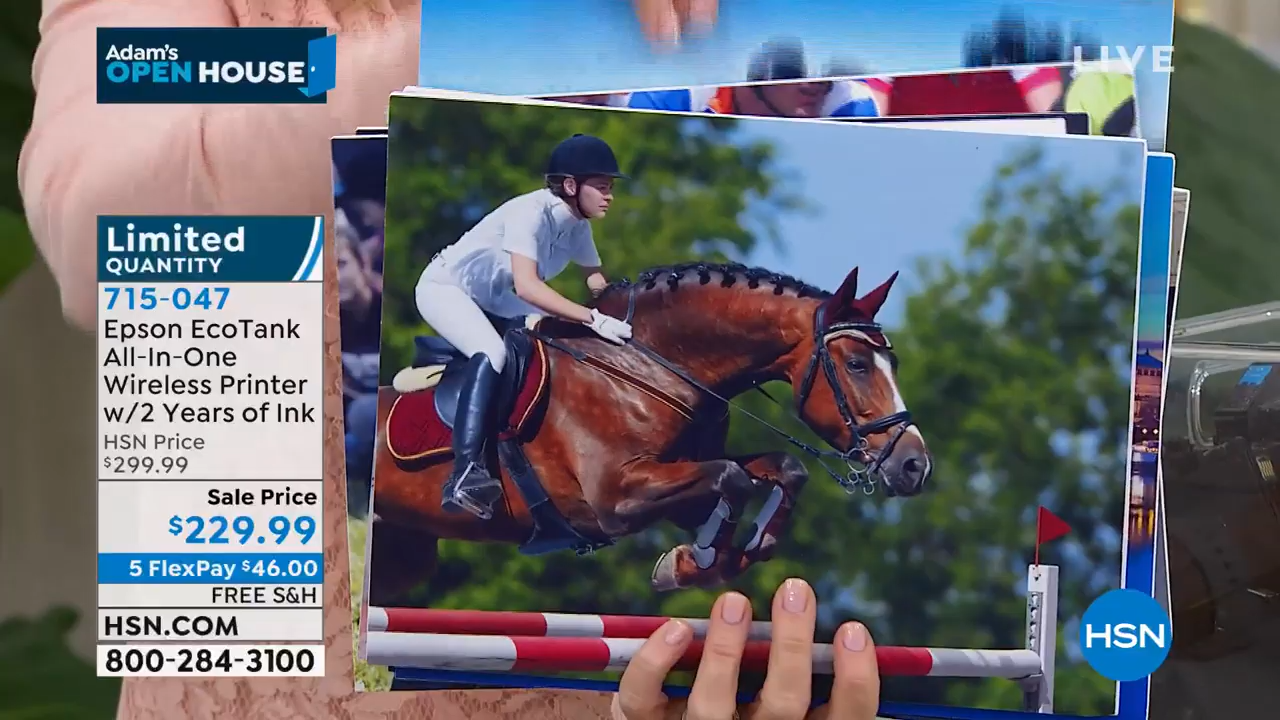 Adam's
OPEN HOUSE
LIVE
Limited
QUANTITY
715-047
Epson EcoTank
All-In-One
Wireless Printer
w/2 Years of Ink
HSN Price
$299.99
Sale Price
$229.99
5 FlexPay $46.00
FREE S&H
HSN.COM
800-284-3100
HSN